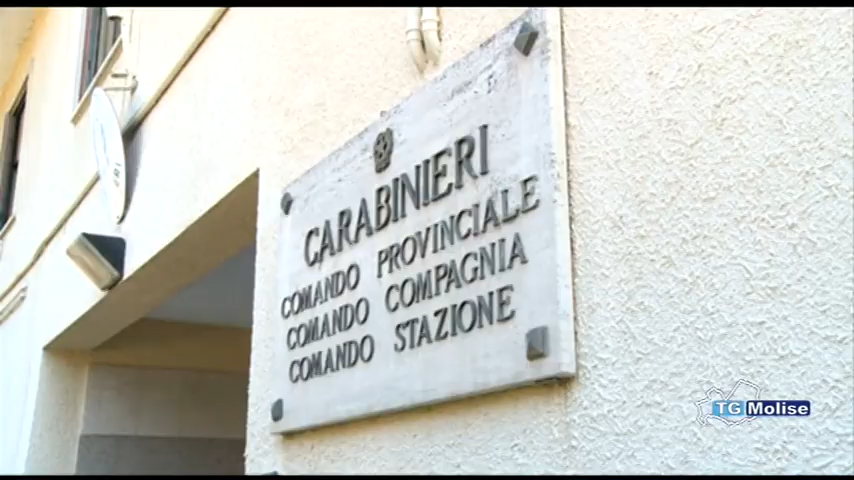 CARABINIERI
COMANDO PROVINCIALE
COMANDO COMPAGNIA
COMANDO STAZIONE
TG Molise